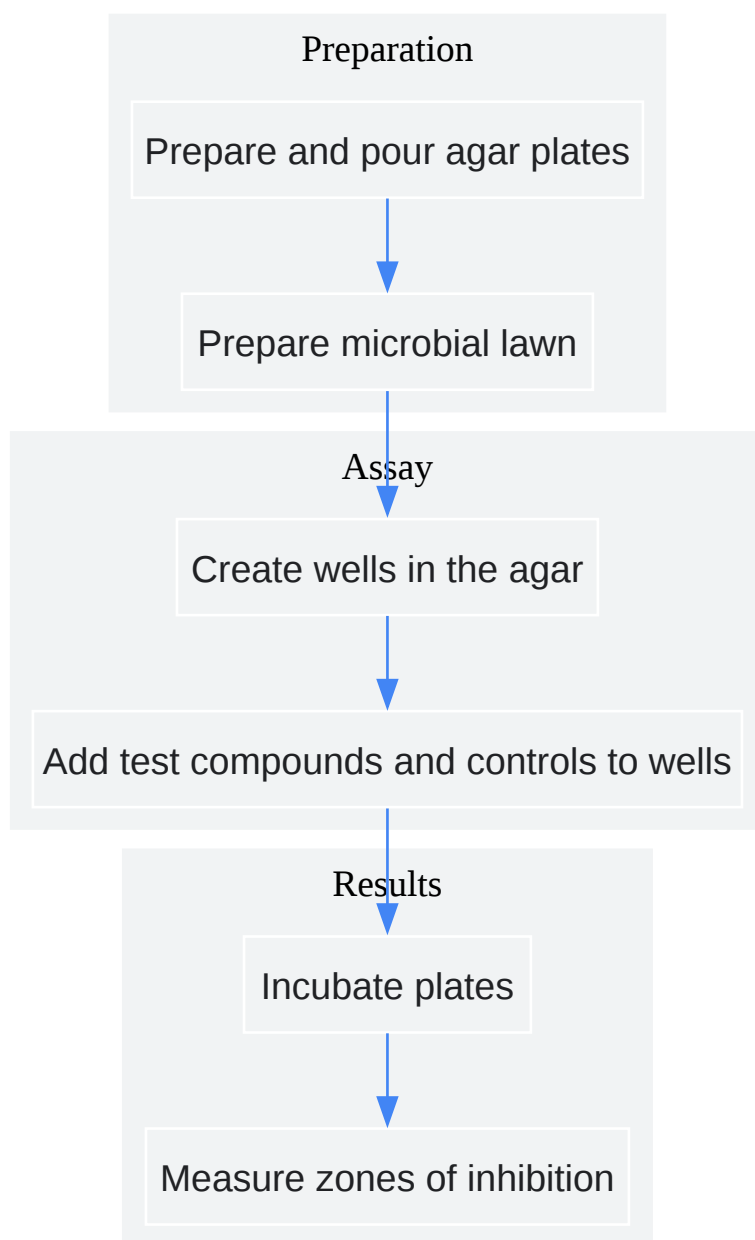 Preparation
Prepare and pour agar plates
Prepare microbial lawn
Assay
Create wells in the agar
Add test compounds and controls to wells
Results
Incubate plates
Measure zones of inhibition